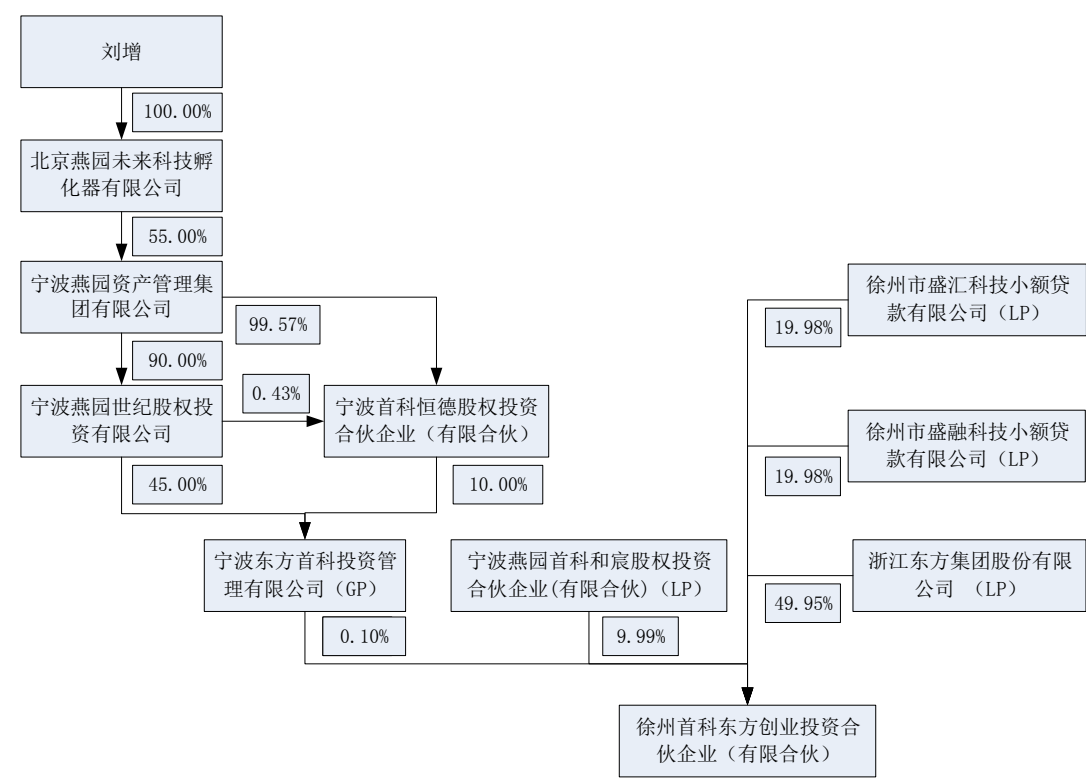 刘增
100.00%
北京燕园未来科技孵
化器有限公司
55.00%
宁波燕园资产管理集
团有限公司
99.57%
90.00%
宁波燕园世纪股权投
资有限公司
0.43%
宁波首科恒德股权投资
合伙企业（有限合伙）
45.00%
10.00%
宁波东方首科投资管
理有限公司（GP）
0.10%
宁波燕园首科和宸股权投资
合伙企业(有限合伙)（LP）
9.99%
徐州市盛汇科技小额贷
款有限公司（LP）
19.98%
徐州市盛融科技小额贷
款有限公司（LP）
19.98%
浙江东方集团股份有限
公司 （LP）
49.95%
徐州首科东方创业投资合
伙企业（有限合伙）